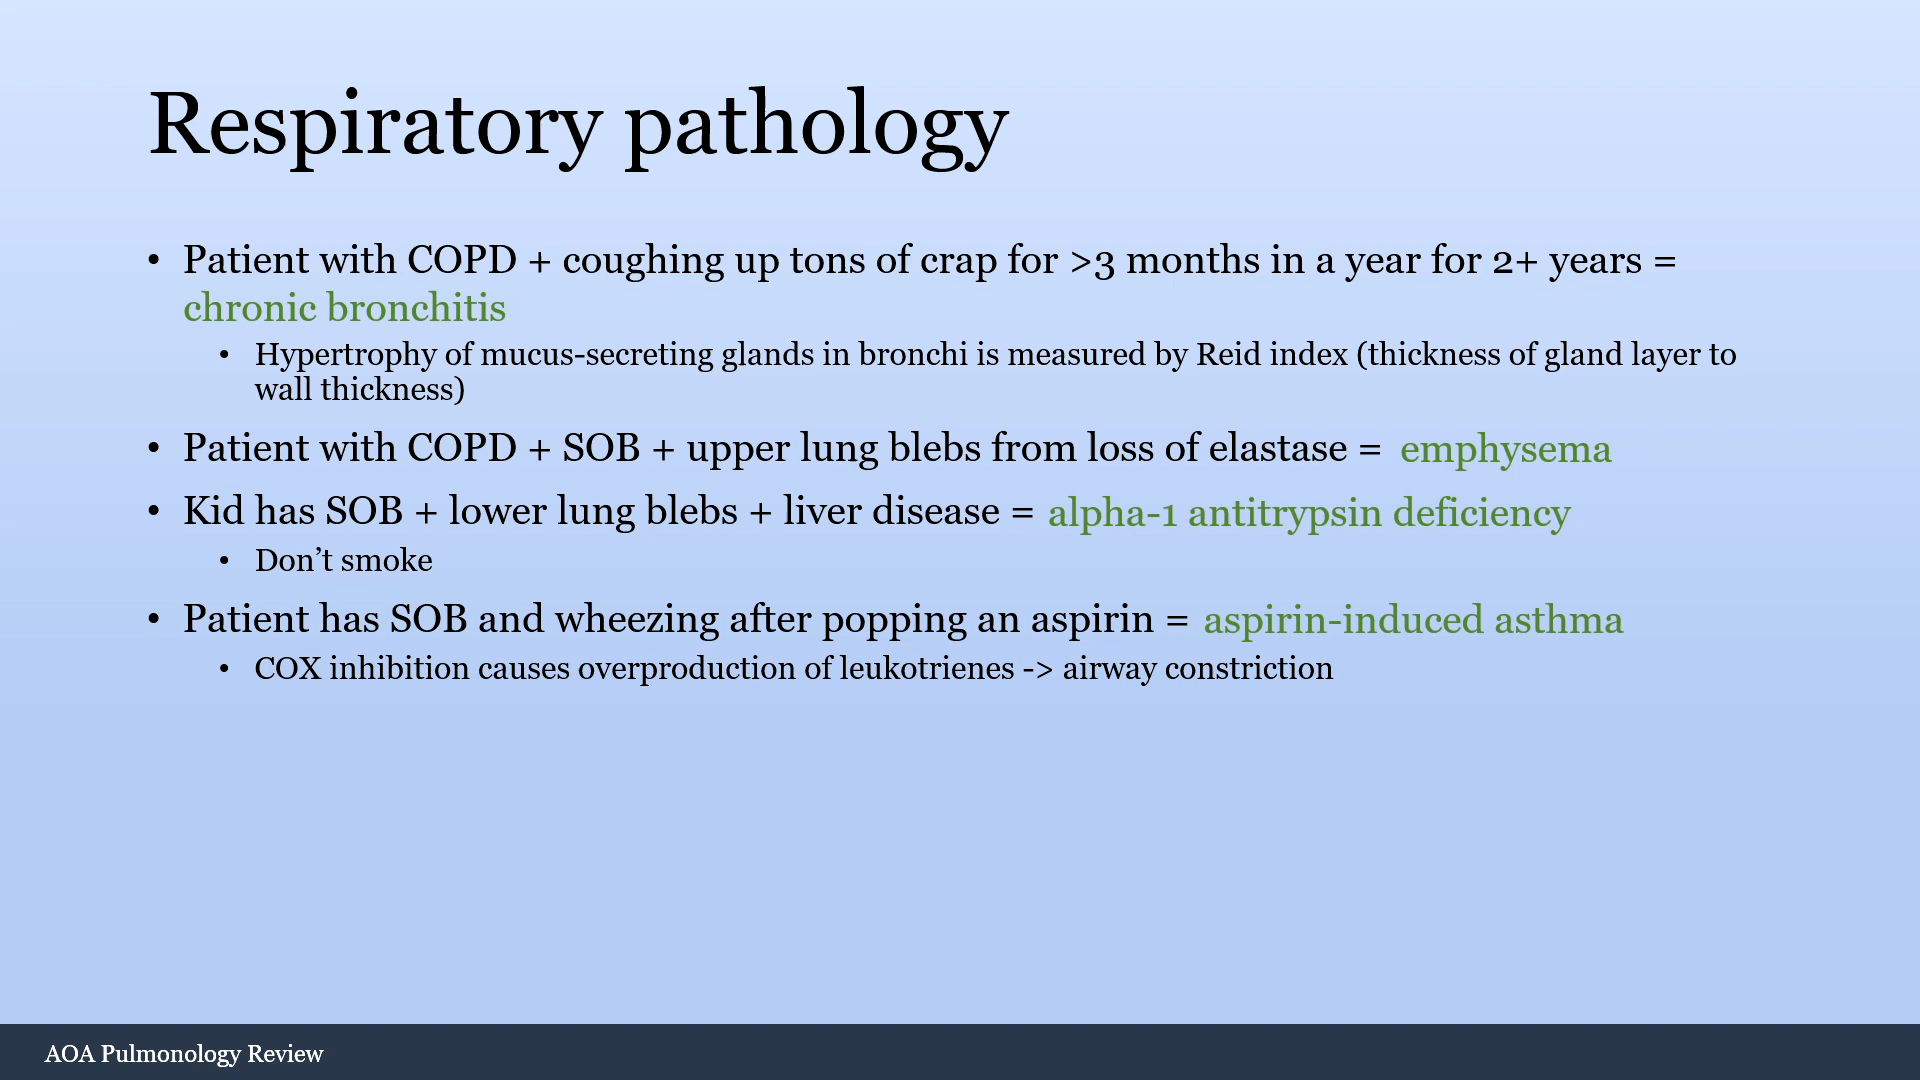 Respiratory pathology
• Patient with COPD + coughing up tons of crap for >3 months in a year for 2+ years =
chronic bronchitis
• Hypertrophy of mucus-secreting glands in bronchi is measured by Reid index (thickness of gland layer to
wall thickness)
• Patient with COPD + SOB + upper lung blebs from loss of elastase = emphysema
• Kid has SOB + lower lung blebs + liver disease = alpha-1 antitrypsin deficiency
• Don’t smoke
• Patient has SOB and wheezing after popping an aspirin = aspirin-induced asthma
• COX inhibition causes overproduction of leukotrienes -> airway constriction
AOA Pulmonology Review